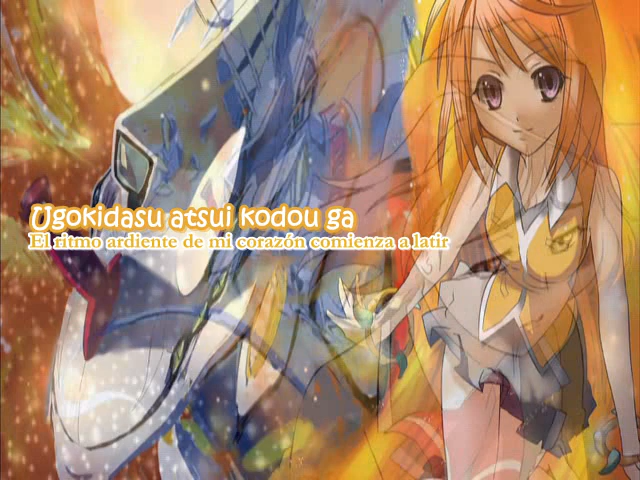 Ugokidasu atsui kodou ga
El ritmo ardiente de mi corazón comienza a latir